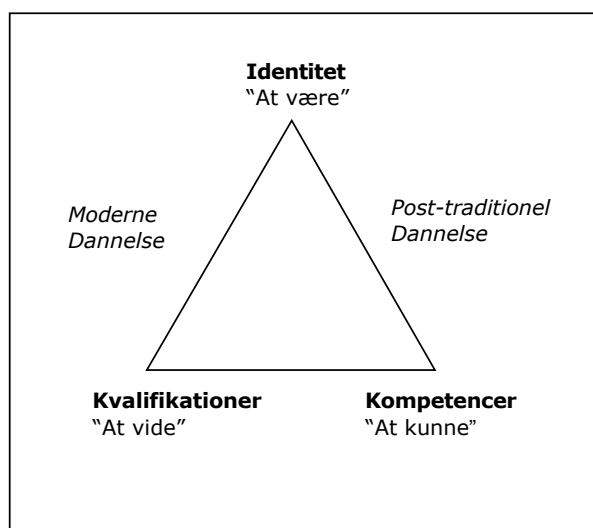 Identitet
“At være”
Moderne
Dannelse
Post-traditionel
Dannelse
Kvalifikationer
“At vide”
Kompetencer
“At kunne”